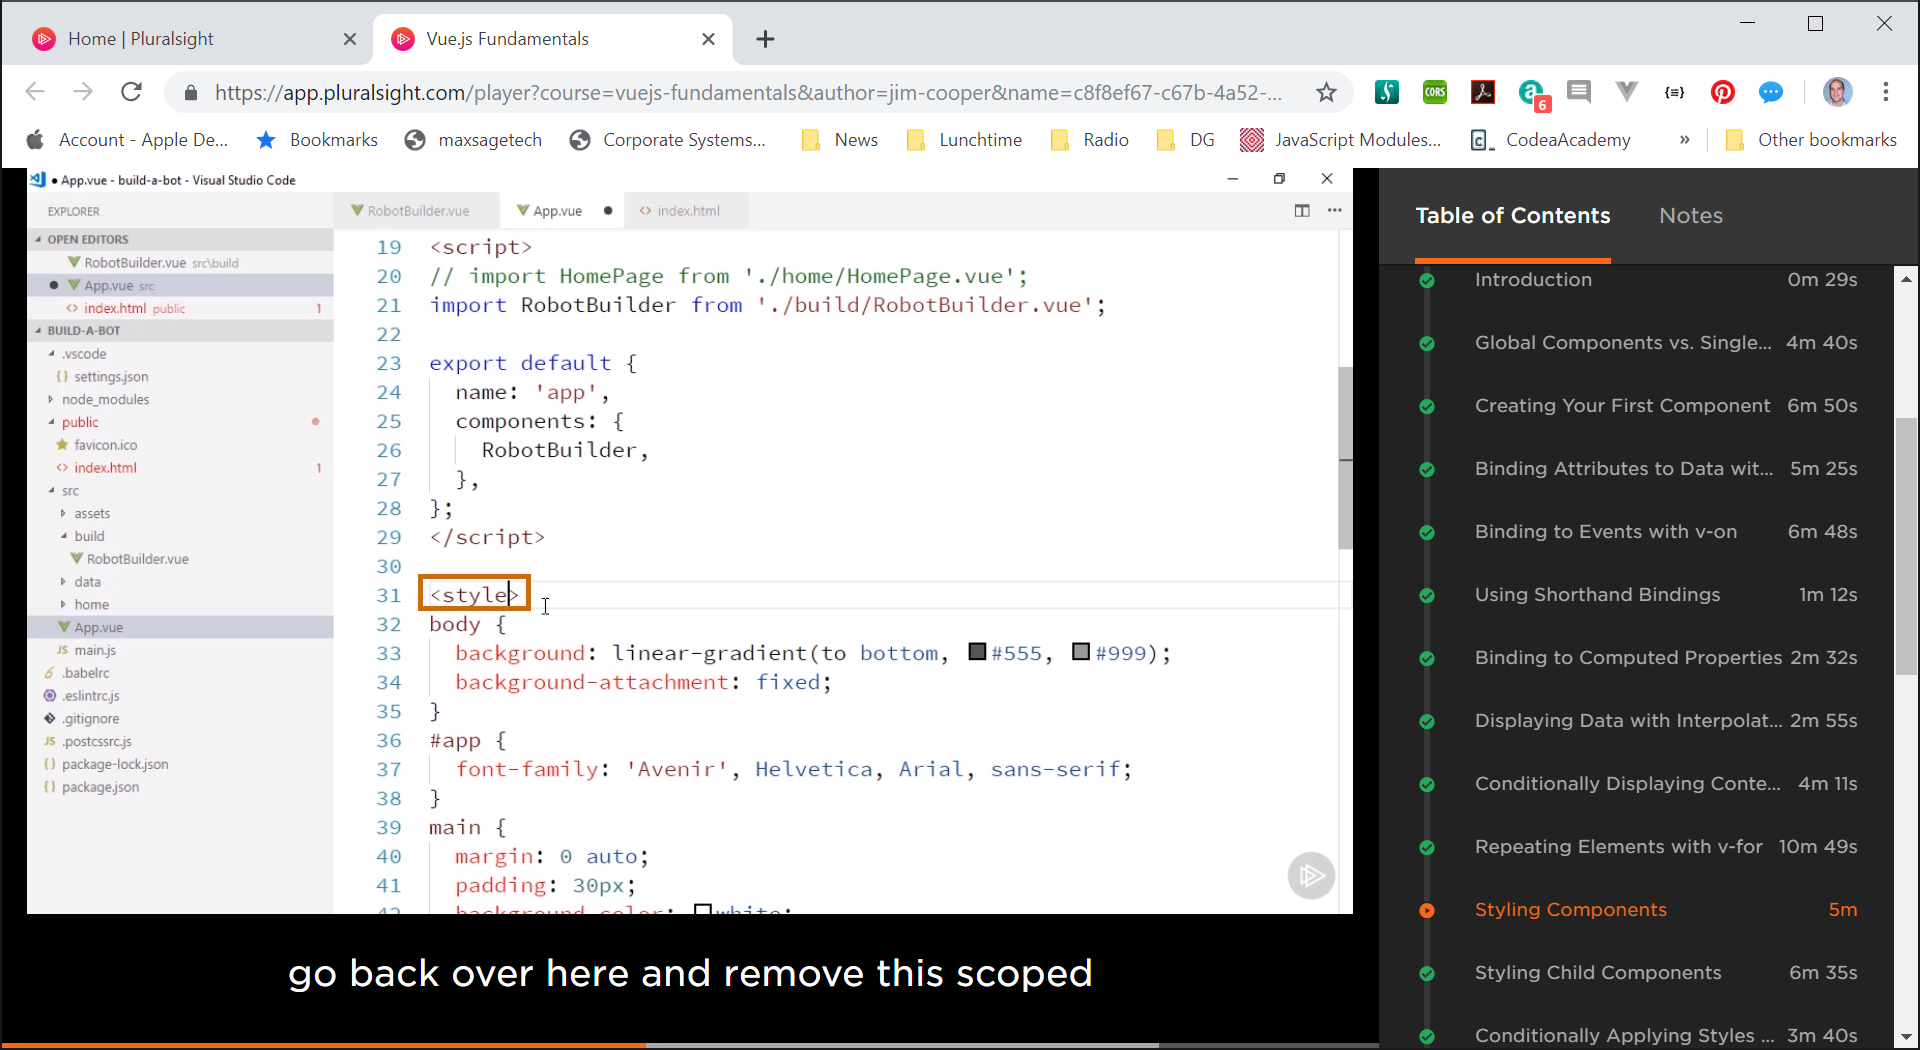 Home | Pluralsight
Vue.js Fundamentals
https://app.pluralsight.com/player?course=vuejs-fundamentals&author=jim-cooper&name=c8f8ef67-c67b-4a52-...
CORS
6
{≡}
Account - Apple De...
Bookmarks
maxsagetech
Corporate Systems...
News
Lunchtime
Radio
DG
JavaScript Modules...
CodeaAcademy
»
Other bookmarks
● App.vue - build-a-bot - Visual Studio Code
EXPLORER
OPEN EDITORS
RobotBuilder.vue src\build
App.vue src
index.html public 1
BUILD-A-BOT
.vscode
{} settings.json
node_modules
public
favicon.ico
<> index.html 1
src
assets
build
RobotBuilder.vue
data
home
App.vue
JS main.js
.babelrc
.eslintrc.js
.gitignore
JS .postcssrc.js
{} package-lock.json
{} package.json
RobotBuilder.vue
App.vue
<> index.html
19 <script>
20 // import HomePage from './home/HomePage.vue';
21 import RobotBuilder from './build/RobotBuilder.vue';
22
23 export default {
24 name: 'app',
25 components: {
26 RobotBuilder,
27 },
28 };
29 </script>
30
31 <style>
32 body {
33 background: linear-gradient(to bottom, #555, #999);
34 background-attachment: fixed;
35 }
36 #app {
37 font-family: 'Avenir', Helvetica, Arial, sans-serif;
38 }
39 main {
40 margin: 0 auto;
41 padding: 30px;
42 background-color: white;
go back over here and remove this scoped
Table of Contents
Notes
Introduction 0m 29s
Global Components vs. Single... 4m 40s
Creating Your First Component 6m 50s
Binding Attributes to Data wit... 5m 25s
Binding to Events with v-on 6m 48s
Using Shorthand Bindings 1m 12s
Binding to Computed Properties 2m 32s
Displaying Data with Interpolat... 2m 55s
Conditionally Displaying Conte... 4m 11s
Repeating Elements with v-for 10m 49s
Styling Components 5m
Styling Child Components 6m 35s
Conditionally Applying Styles ... 3m 40s